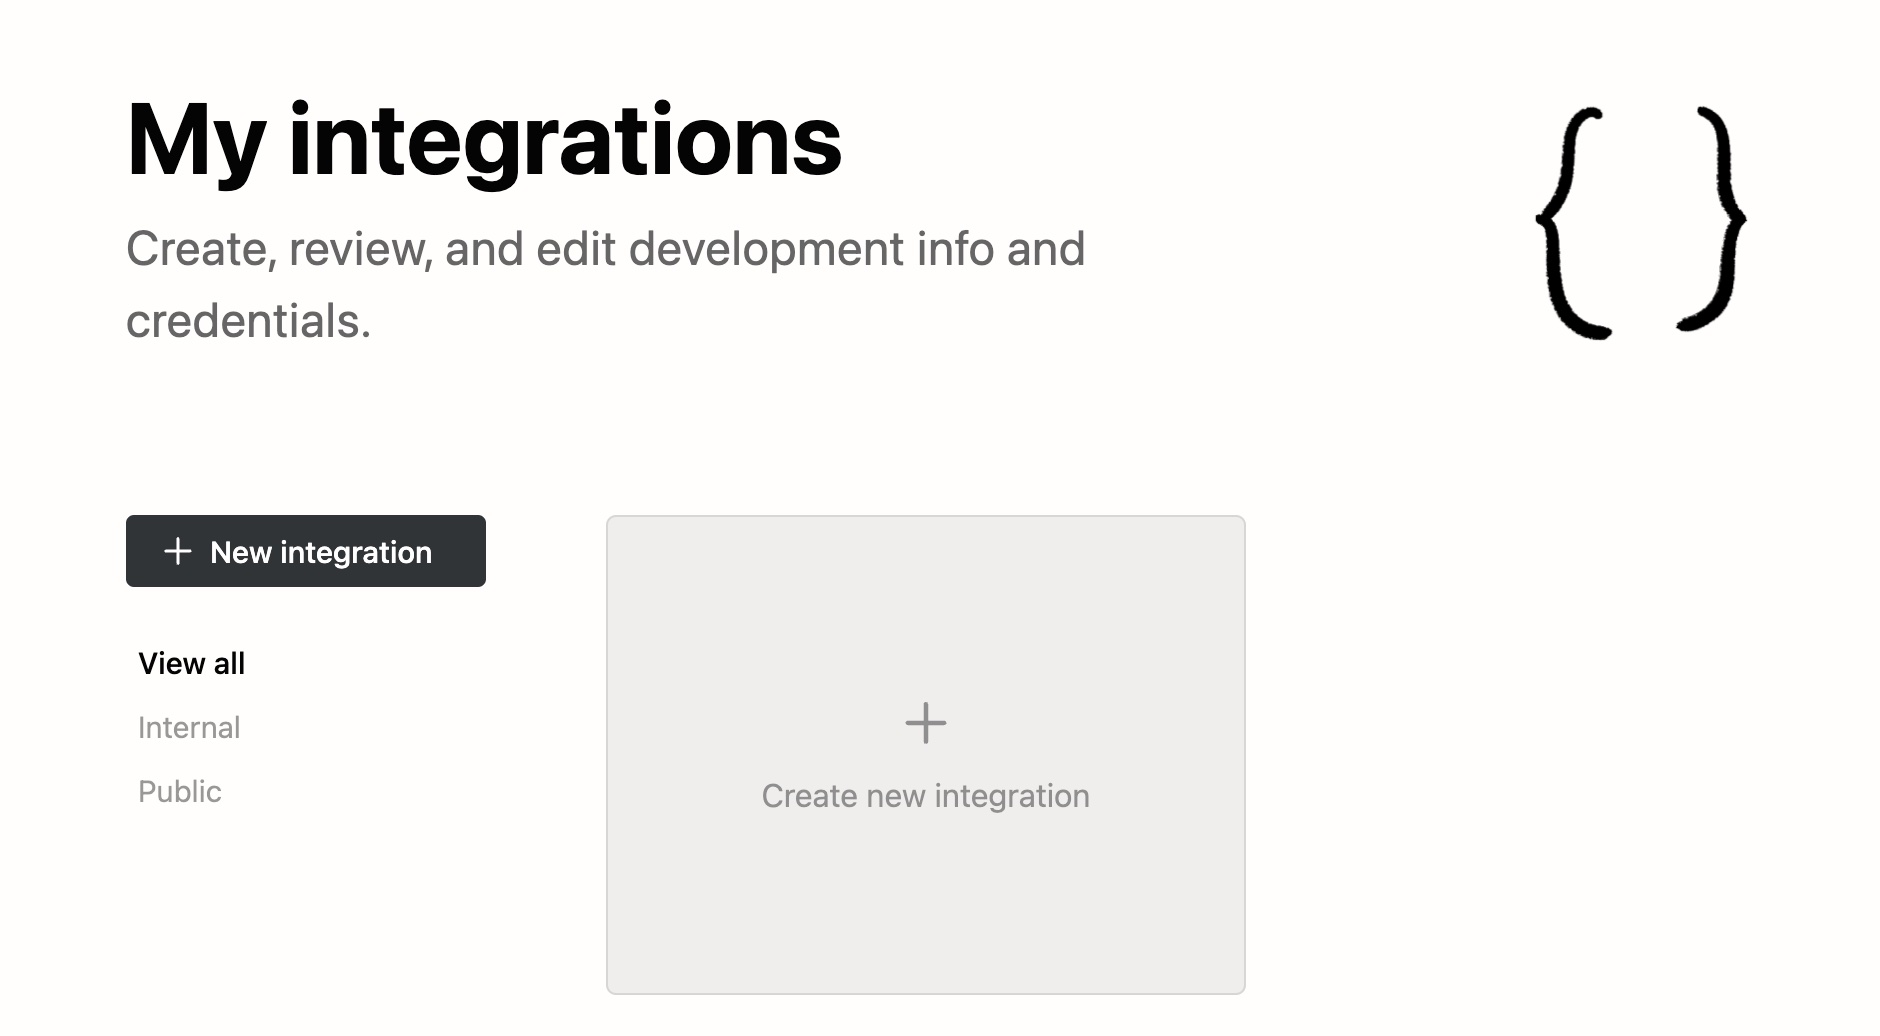 My integrations
Create, review, and edit development info and
credentials.
New integration
View all
Internal
Public
Create new integration